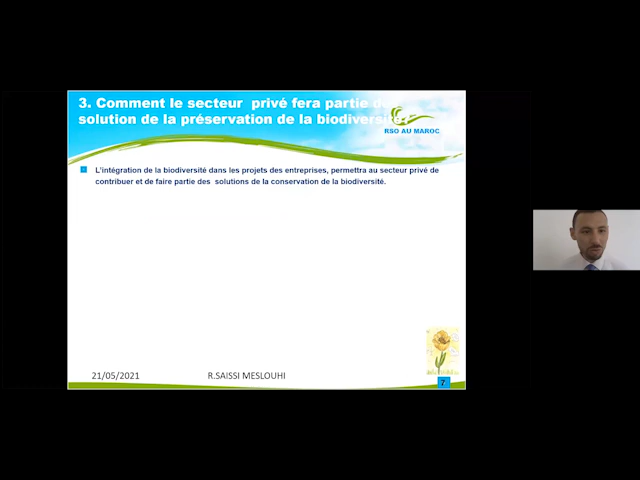 3. Comment le secteur privé fera partie de
solution de la préservation de la biodiversité?
RSO AU MAROC
L'intégration de la biodiversité dans les projets des entreprises, permettra au secteur privé de
contribuer et de faire partie des solutions de la conservation de la biodiversité.
21/05/2021
R.SAISSI MESLOUHI
7